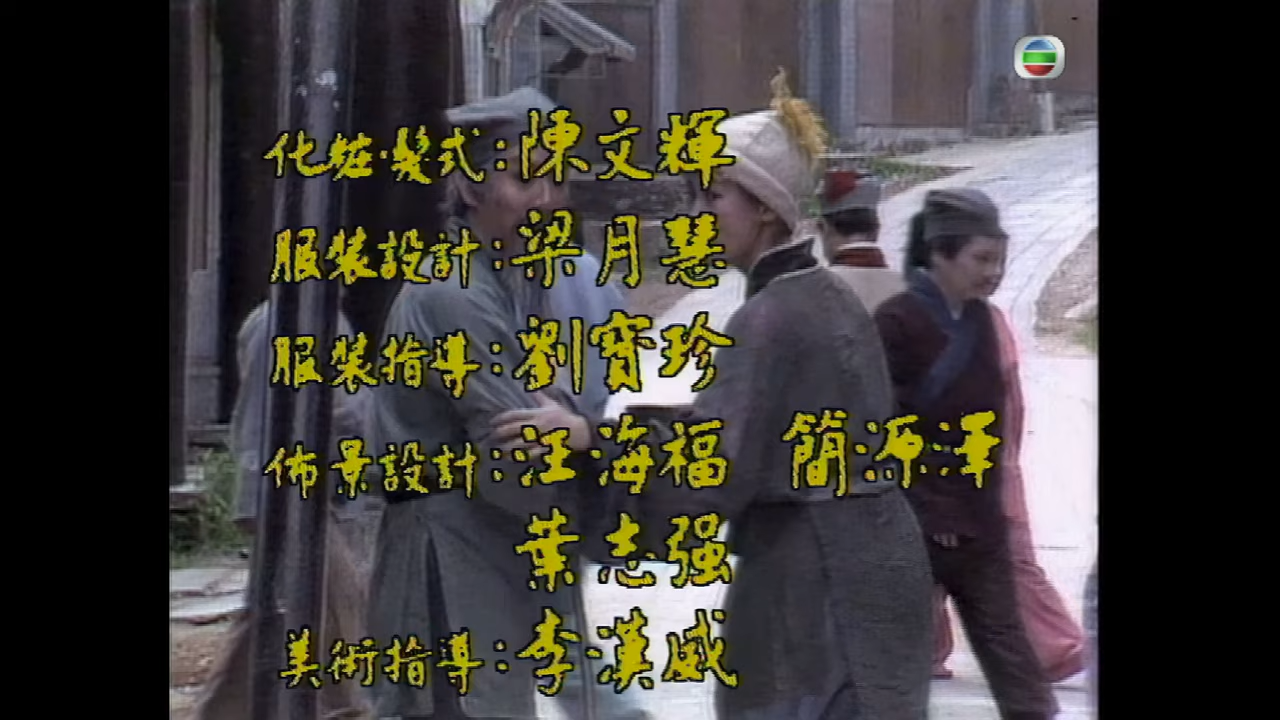 化粧·髮式:陳文輝
服裝設計:梁月慧
服裝指導:劉寶珍
佈景設計:汪海福 簡源澤
葉志强
美術指導:李漢威